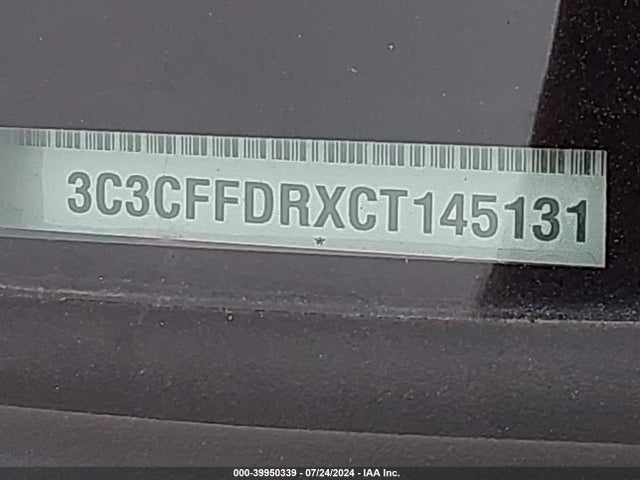 3C3CFFDRXCT145131
*
000-39950339 - 07/24/2024 - IAA Inc.